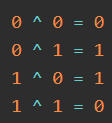 0 ^ 0 = 0
0 ^ 1 = 1
1 ^ 0 = 1
1 ^ 1 = 0